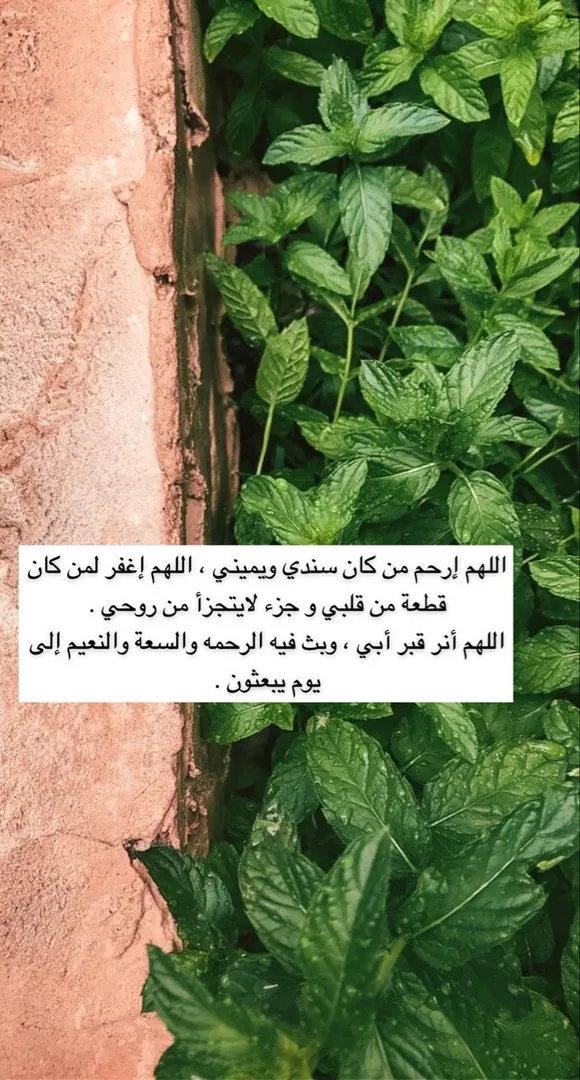 اللهم إرحم من كان سندي ويميني ، اللهم إغفر لمن كان
قطعة من قلبي و جزء لايتجزأ من روحي .
اللهم أنر قبر أبي ، وبث فيه الرحمه والسعة والنعيم إلى
يوم يبعثون .